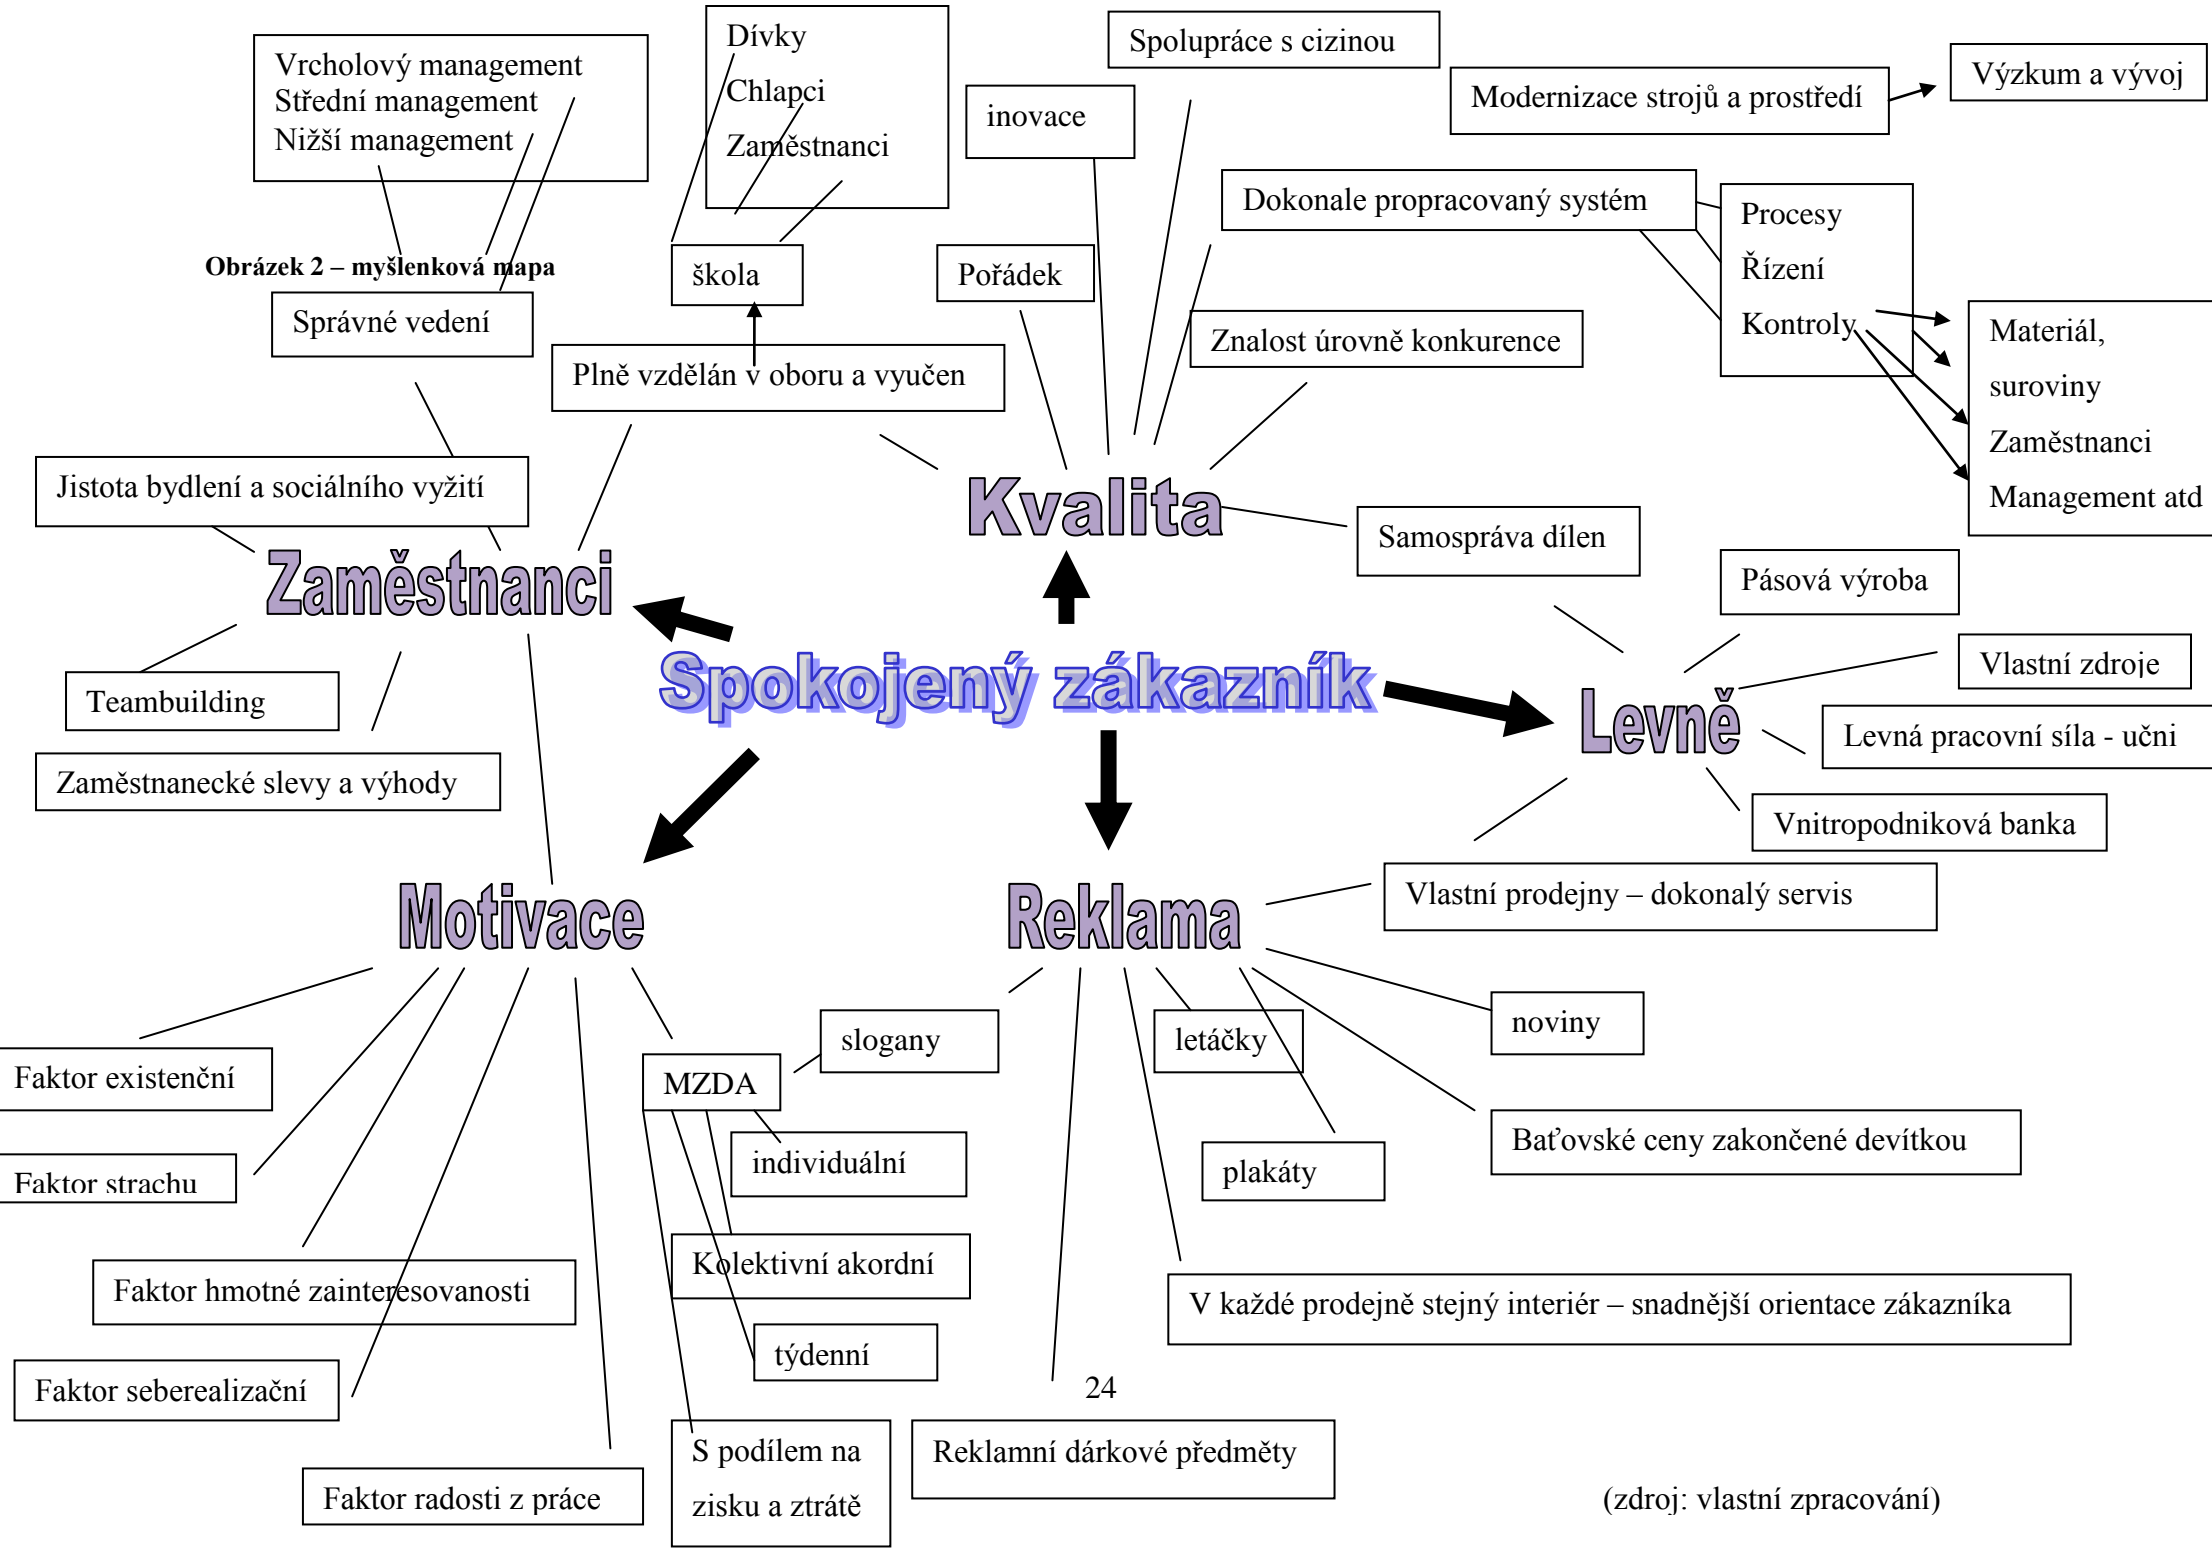 Spolupráce s cizinou
Dívky
Chlapci
Zaměstnanci
Vrcholový management
Střední management
Nižší management
Výzkum a vývoj
Modernizace strojů a prostředí
inovace
Dokonale propracovaný systém
Procesy
Řízení
Kontroly
Obrázek 2 – myšlenková mapa
škola
Pořádek
Správné vedení
Znalost úrovně konkurence
Materiál,
suroviny
Zaměstnanci
Management atd
Plně vzdělán v oboru a vyučen
Jistota bydlení a sociálního vyžití
Kvalita
Samospráva dílen
Zaměstnanci
Pásová výroba
Spokojený zákazník
Vlastní zdroje
Teambuilding
Levně
Levná pracovní síla - učni
Zaměstnanecké slevy a výhody
Vnitropodniková banka
Vlastní prodejny – dokonalý servis
Motivace
Reklama
noviny
slogany
letáčky
Faktor existenční
MZDA
Baťovské ceny zakončené devítkou
individuální
plakáty
Faktor strachu
Kolektivní akordní
Faktor hmotné zainteresovanosti
V každé prodejně stejný interiér – snadnější orientace zákazníka
týdenní
Faktor seberealizační
24
S podílem na
zisku a ztrátě
Reklamní dárkové předměty
Faktor radosti z práce
(zdroj: vlastní zpracování)